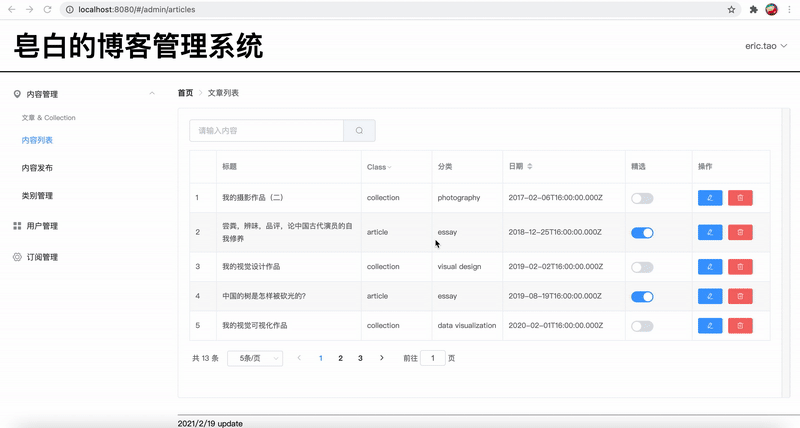 localhost:8080/#/admin/articles
皂白的博客管理系统
eric.tao
内容管理
文章 & Collection
内容列表
内容发布
类别管理
用户管理
订阅管理
首页 > 文章列表
请输入内容
标题 Class 分类 日期 精选 操作
1 我的摄影作品（二） collection photography 2017-02-06T16:00:00.000Z
2 尝粪，辨味，品评，论中国古代演员的自
我修养 article essay 2018-12-25T16:00:00.000Z
3 我的视觉设计作品 collection visual design 2019-02-02T16:00:00.000Z
4 中国的树是怎样被砍光的? article essay 2019-08-19T16:00:00.000Z
5 我的视觉可视化作品 collection data visualization 2020-02-01T16:00:00.000Z
共 13 条 5条/页 < 1 2 3 > 前往 1 页
2021/2/19 update